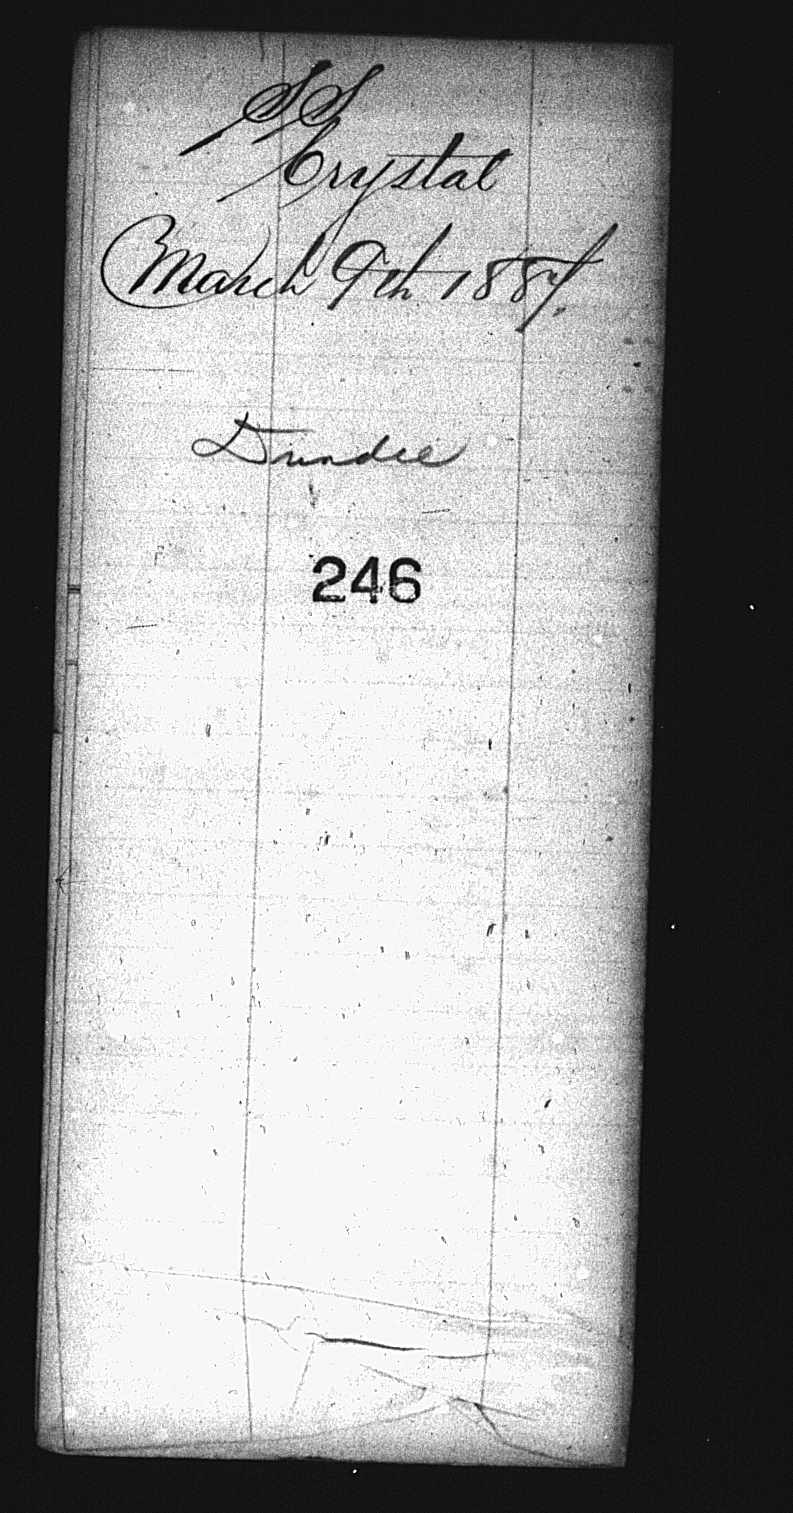 SS
Crystal
March 9th 1887.
Dundee
246